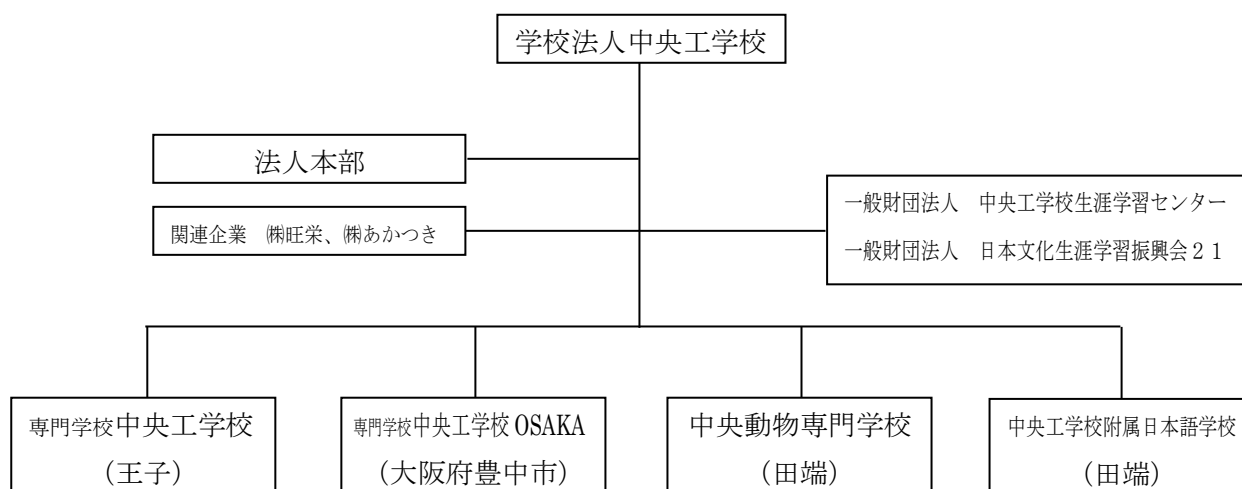 学校法人中央工学校
法人本部
関連企業　㈱旺栄、㈱あかつき
一般財団法人　中央工学校生涯学習センター
一般財団法人　日本文化生涯学習振興会２１
専門学校中央工学校
（王子）
専門学校中央工学校 OSAKA
（大阪府豊中市）
中央動物専門学校
（田端）
中央工学校附属日本語学校
（田端）